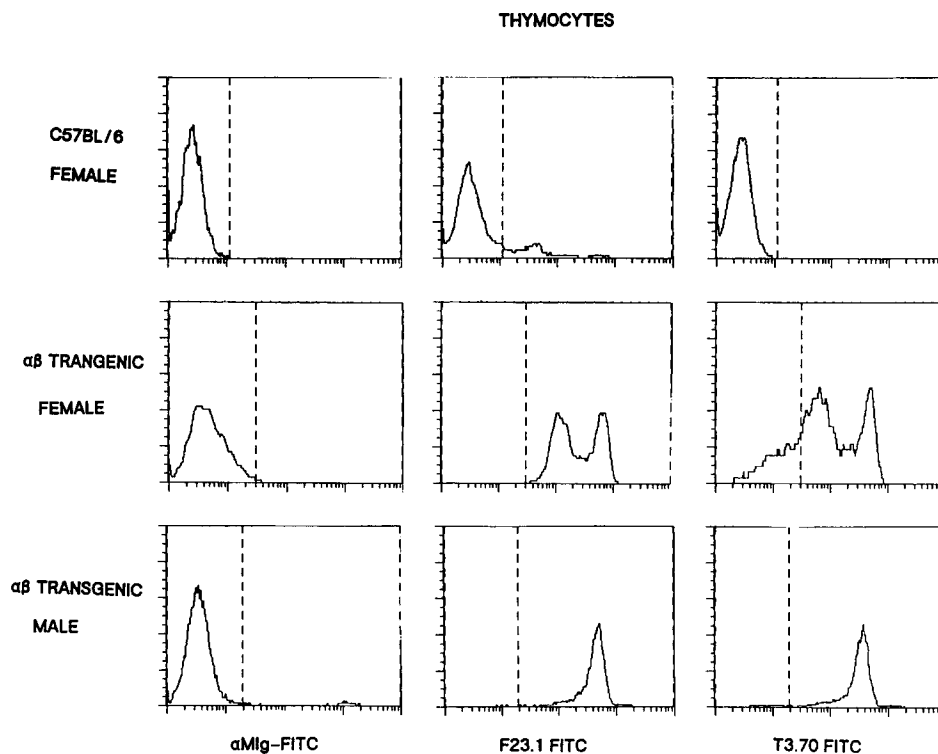 THYMOCYTES
C57BL/6
FEMALE
αβ TRANGENIC
FEMALE
αβ TRANSGENIC
MALE
αMIg-FITC
F23.1 FITC
T3.70 FITC